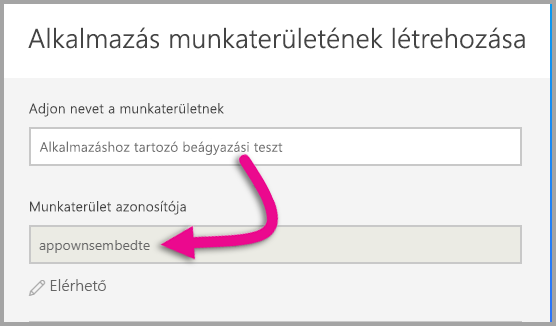 Alkalmazás munkaterületének létrehozása
Adjon nevet a munkaterületnek
Alkalmazáshoz tartozó beágyazási teszt
Munkaterület azonosítója
appownsembedte
Elérhető